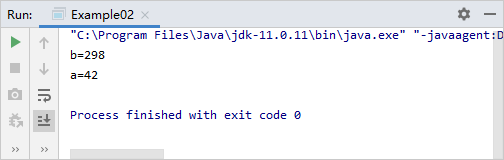 Run: Example02
"C:\Program Files\Java\jdk-11.0.11\bin\java.exe" "-javaagent:D
b=298
a=42
Process finished with exit code 0